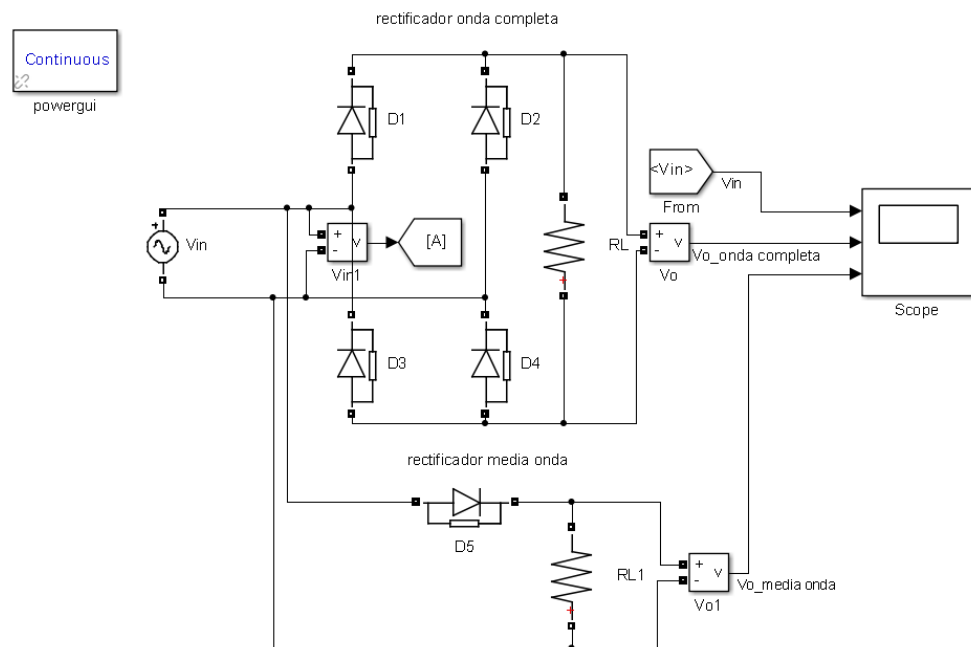 rectificador onda completa
Continuous
powergui
D1
D2
<Vin>
Vin
From
+
Vin
+
-
v
Vin1
[A]
RL
+
-
v
Vo
Vo_onda completa
Scope
D3
D4
rectificador media onda
D5
RL1
+
-
v
Vo1
Vo_media onda